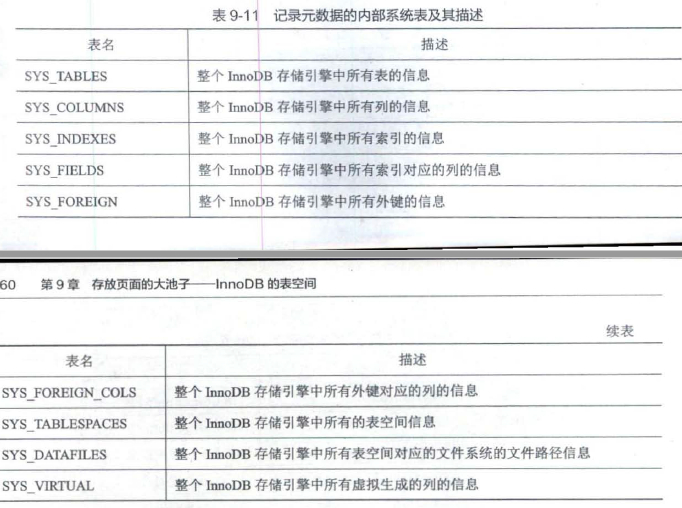 表 9-11 记录元数据的内部系统表及其描述
表名 描述
SYS_TABLES 整个 InnoDB 存储引擎中所有表的信息
SYS_COLUMNS 整个 InnoDB 存储引擎中所有列的信息
SYS_INDEXES 整个 InnoDB 存储引擎中所有索引的信息
SYS_FIELDS 整个 InnoDB 存储引擎中所有索引对应的列的信息
SYS_FOREIGN 整个 InnoDB 存储引擎中所有外键的信息
60 第 9 章 存放页面的大池子——InnoDB 的表空间
续表
表名 描述
SYS_FOREIGN_COLS 整个 InnoDB 存储引擎中所有外键对应的列的信息
SYS_TABLESPACES 整个 InnoDB 存储引擎中所有的表空间信息
SYS_DATAFILES 整个 InnoDB 存储引擎中所有表空间对应的文件系统的文件路径信息
SYS_VIRTUAL 整个 InnoDB 存储引擎中所有虚拟生成的列的信息